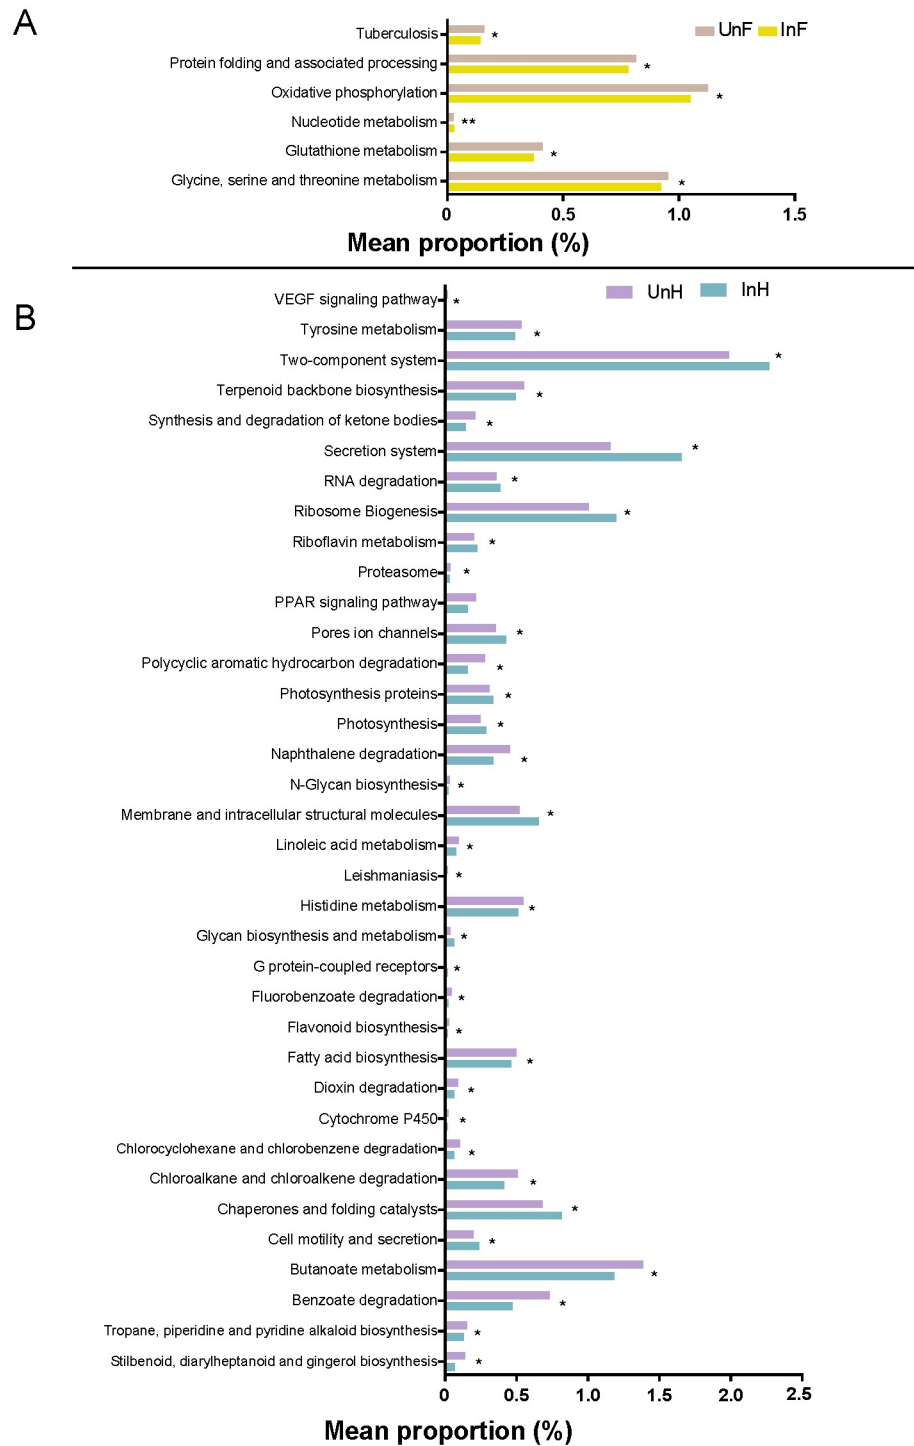 A
UnF InF
Tuberculosis *
Protein folding and associated processing *
Oxidative phosphorylation *
Nucleotide metabolism **
Glutathione metabolism *
Glycine, serine and threonine metabolism *
0 0.5 1.0 1.5
Mean proportion (%)
B
UnH InH
VEGF signaling pathway *
Tyrosine metabolism *
Two-component system *
Terpenoid backbone biosynthesis *
Synthesis and degradation of ketone bodies *
Secretion system *
RNA degradation *
Ribosome Biogenesis *
Riboflavin metabolism *
Proteasome *
PPAR signaling pathway
Pores ion channels *
Polycyclic aromatic hydrocarbon degradation *
Photosynthesis proteins *
Photosynthesis *
Naphthalene degradation *
N-Glycan biosynthesis *
Membrane and intracellular structural molecules *
Linoleic acid metabolism *
Leishmaniasis *
Histidine metabolism *
Glycan biosynthesis and metabolism *
G protein-coupled receptors *
Fluorobenzoate degradation *
Flavonoid biosynthesis *
Fatty acid biosynthesis *
Dioxin degradation *
Cytochrome P450 *
Chlorocyclohexane and chlorobenzene degradation *
Chloroalkane and chloroalkene degradation *
Chaperones and folding catalysts *
Cell motility and secretion *
Butanoate metabolism *
Benzoate degradation *
Tropane, piperidine and pyridine alkaloid biosynthesis *
Stilbenoid, diarylheptanoid and gingerol biosynthesis *
0 0.5 1.0 1.5 2.0 2.5
Mean proportion (%)